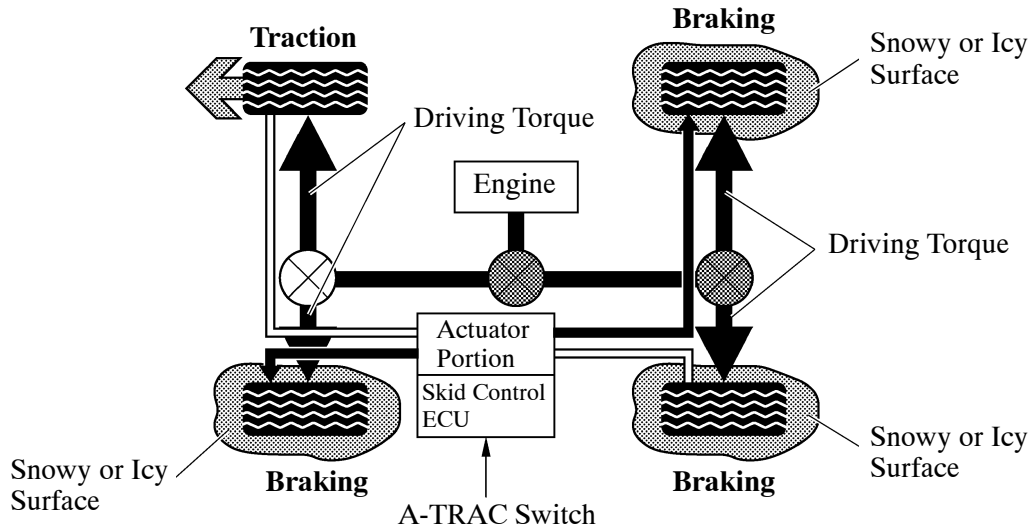 Braking
Traction
Snowy or Icy
Surface
Driving Torque
Engine
Driving Torque
Actuator
Portion
Skid Control
ECU
Snowy or Icy
Surface
Snowy or Icy
Surface
Braking
Braking
A-TRAC Switch